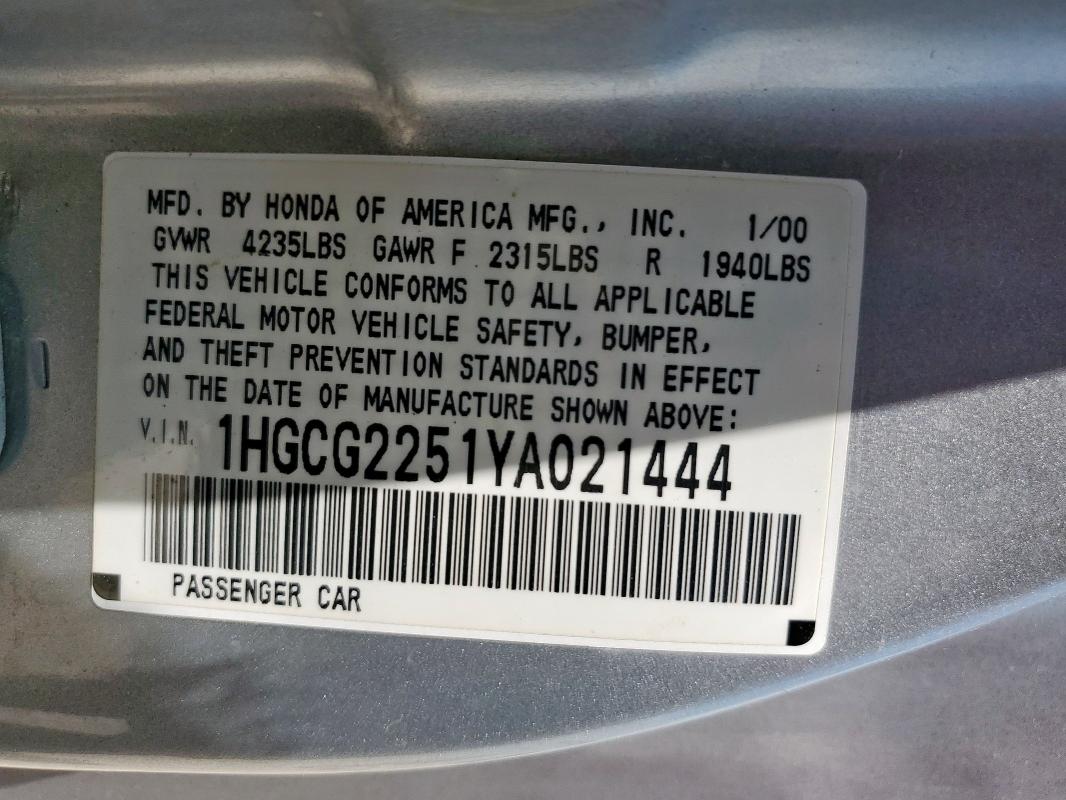 MFD. BY HONDA OF AMERICA MFG., INC. 1/00
GVWR 4235LBS GAWR F 2315LBS R 1940LBS
THIS VEHICLE CONFORMS TO ALL APPLICABLE
FEDERAL MOTOR VEHICLE SAFETY, BUMPER,
AND THEFT PREVENTION STANDARDS IN EFFECT
ON THE DATE OF MANUFACTURE SHOWN ABOVE:
V.I.N. 1HGCG2251YA021444
PASSENGER CAR